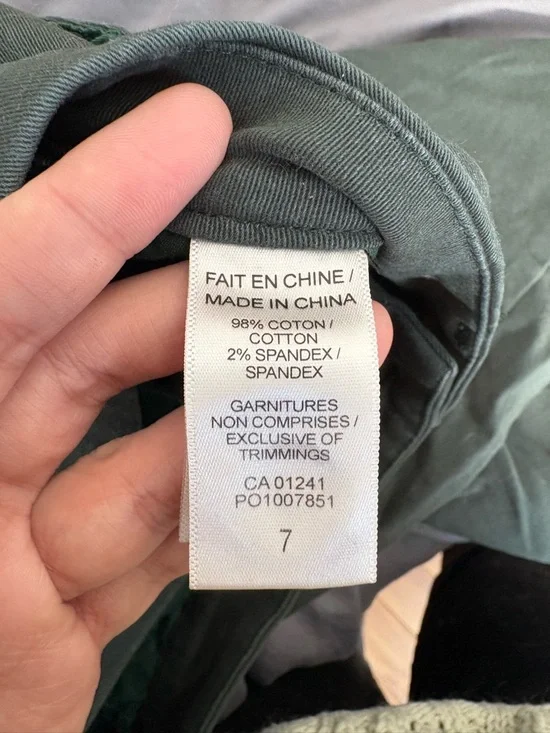 FAIT EN CHINE /
MADE IN CHINA
98% COTON /
COTTON
2% SPANDEX /
SPANDEX
GARNITURES
NON COMPRISES /
EXCLUSIVE OF
TRIMMINGS
CA 01241
PO1007851
7